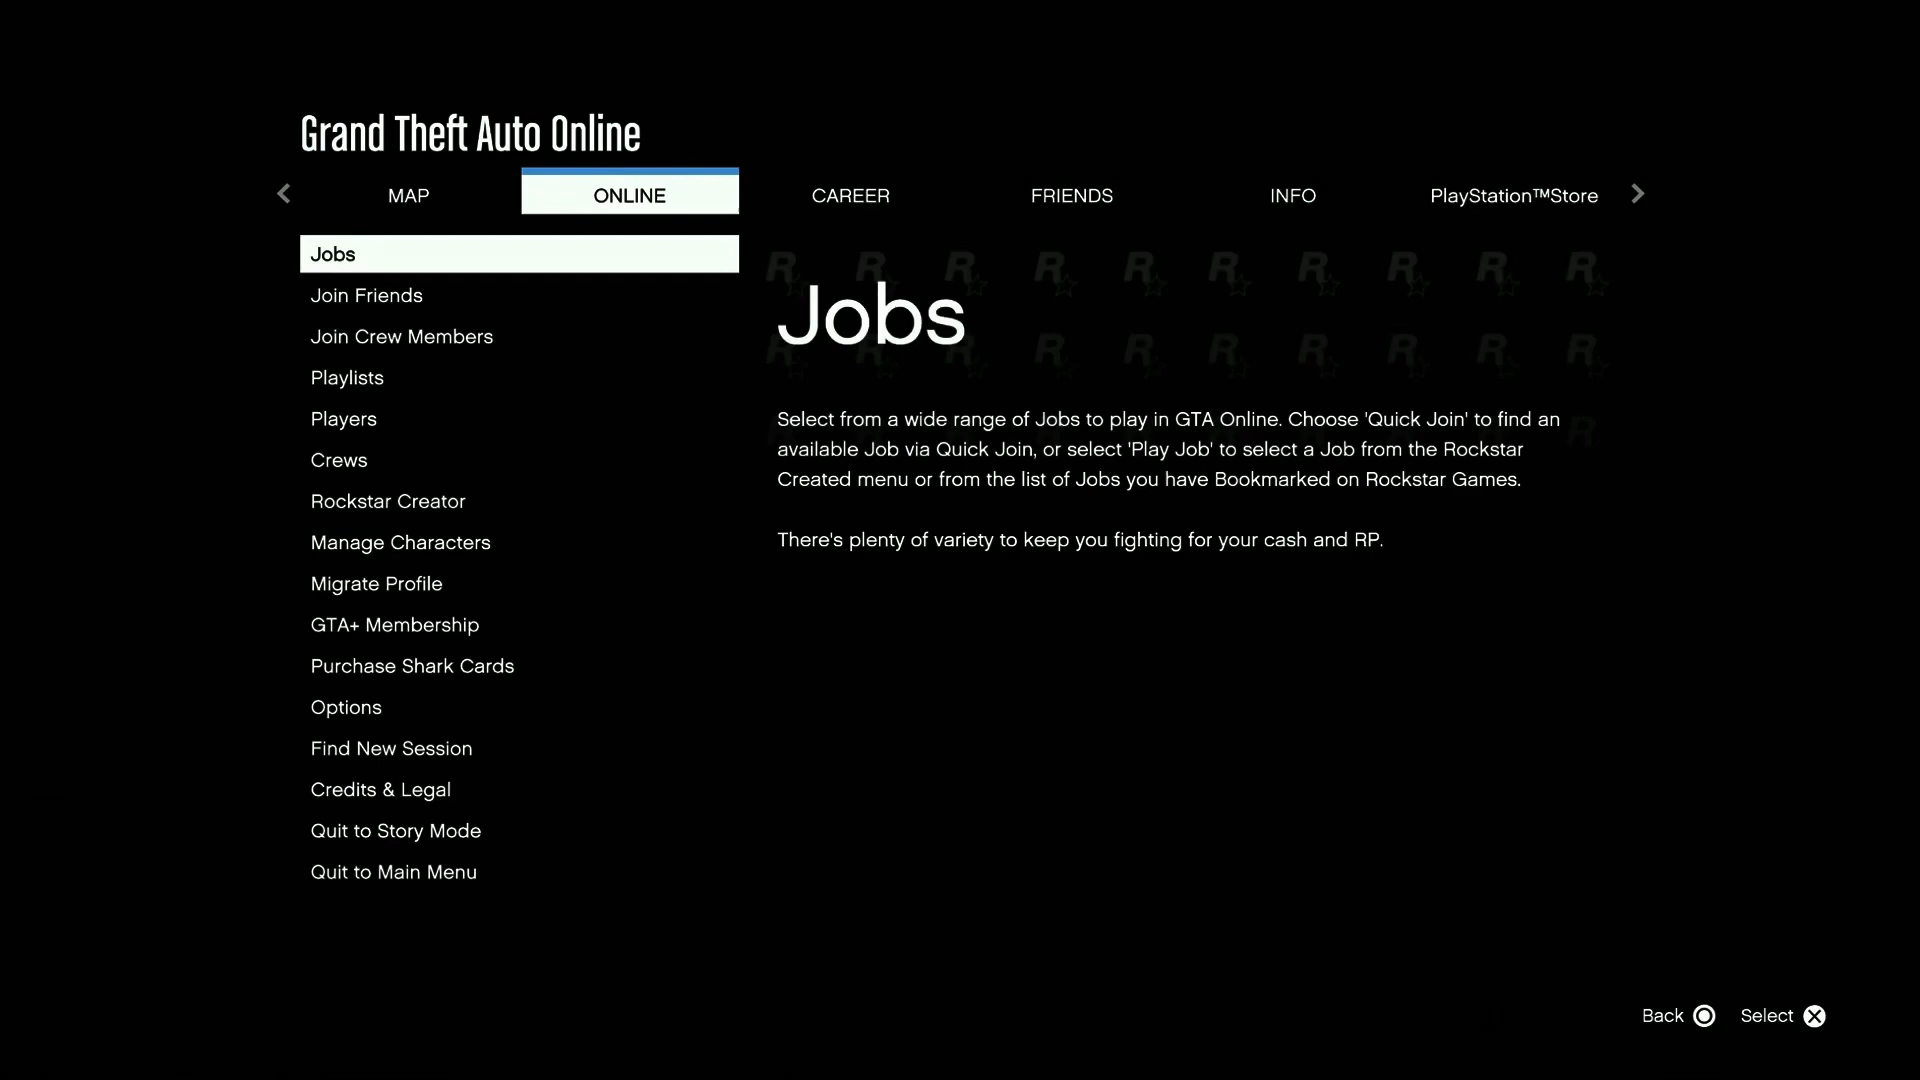 Grand Theft Auto Online
MAP
ONLINE
CAREER
FRIENDS
INFO
PlayStation™Store
Jobs
Join Friends
Join Crew Members
Playlists
Players
Crews
Rockstar Creator
Manage Characters
Migrate Profile
GTA+ Membership
Purchase Shark Cards
Options
Find New Session
Credits & Legal
Quit to Story Mode
Quit to Main Menu
Jobs
Select from a wide range of Jobs to play in GTA Online. Choose 'Quick Join' to find an
available Job via Quick Join, or select 'Play Job' to select a Job from the Rockstar
Created menu or from the list of Jobs you have Bookmarked on Rockstar Games.
There's plenty of variety to keep you fighting for your cash and RP.
Back
Select